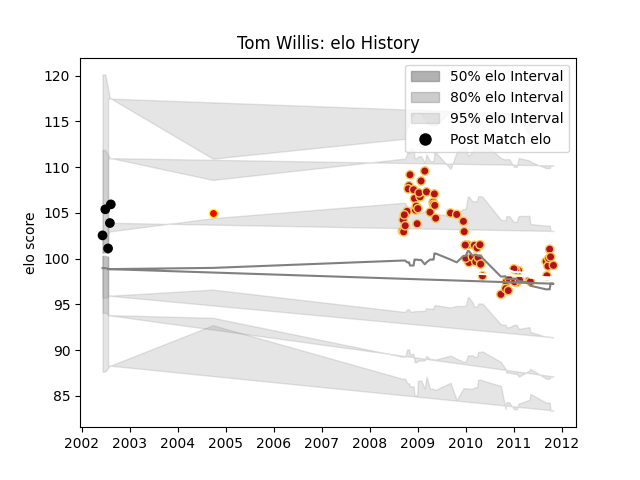 Tom Willis: elo History
120
115
110
105
100
95
90
85
elo score
50% elo Interval
80% elo Interval
95% elo Interval
Post Match elo
2002 2003 2004 2005 2006 2007 2008 2009 2010 2011 2012